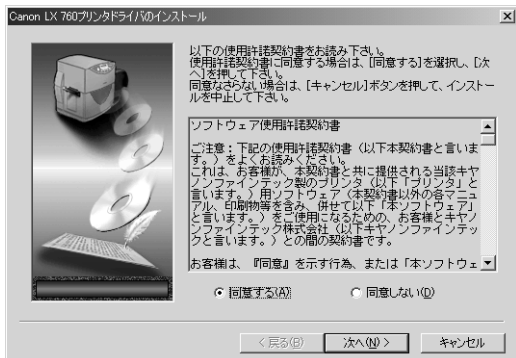 Canon LX 760プリンタドライバのインストール
以下の使用許諾契約書をお読み下さい。
使用許諾契約書に同意する場合は、[同意する]を選択し、[次
へ]を押して下さい。
同意なさらない場合は、[キャンセル]ボタンを押して、インストー
ルを中止して下さい。
ソフトウェア使用許諾契約書
ご注意：下記の使用許諾契約書（以下本契約書と言いま
す。）をよくお読みください。
これは、お客様が、本契約書と共に提供される当該キヤ
ノンファインテック製のプリンタ（以下「プリンタ」と
言います。）用ソフトウェア（本契約書以外の各マニュ
アル、印刷物等を含み、併せて以下「本ソフトウェア」
と言います。）をご使用になるための、お客様とキヤノ
ンファインテック株式会社（以下キヤノンファインテッ
クと言います。）との間の契約書です。
お客様は、『同意』を示す行為、または「本ソフトウェ
同意する(A) 同意しない(D)
< 戻る(B) 次へ(N) > キャンセル